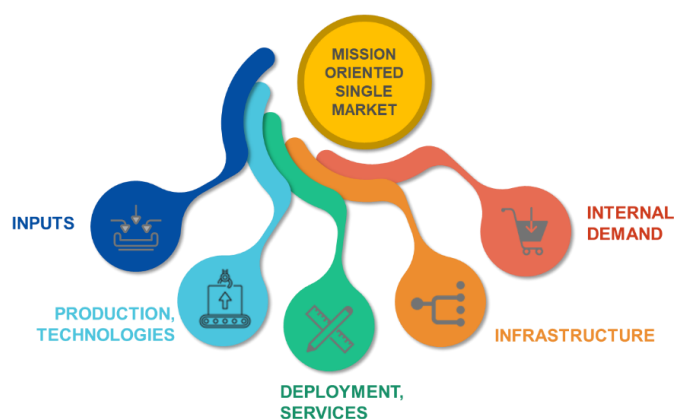 MISSION
ORIENTED
SINGLE
MARKET
INPUTS
PRODUCTION,
TECHNOLOGIES
DEPLOYMENT,
SERVICES
INFRASTRUCTURE
INTERNAL
DEMAND